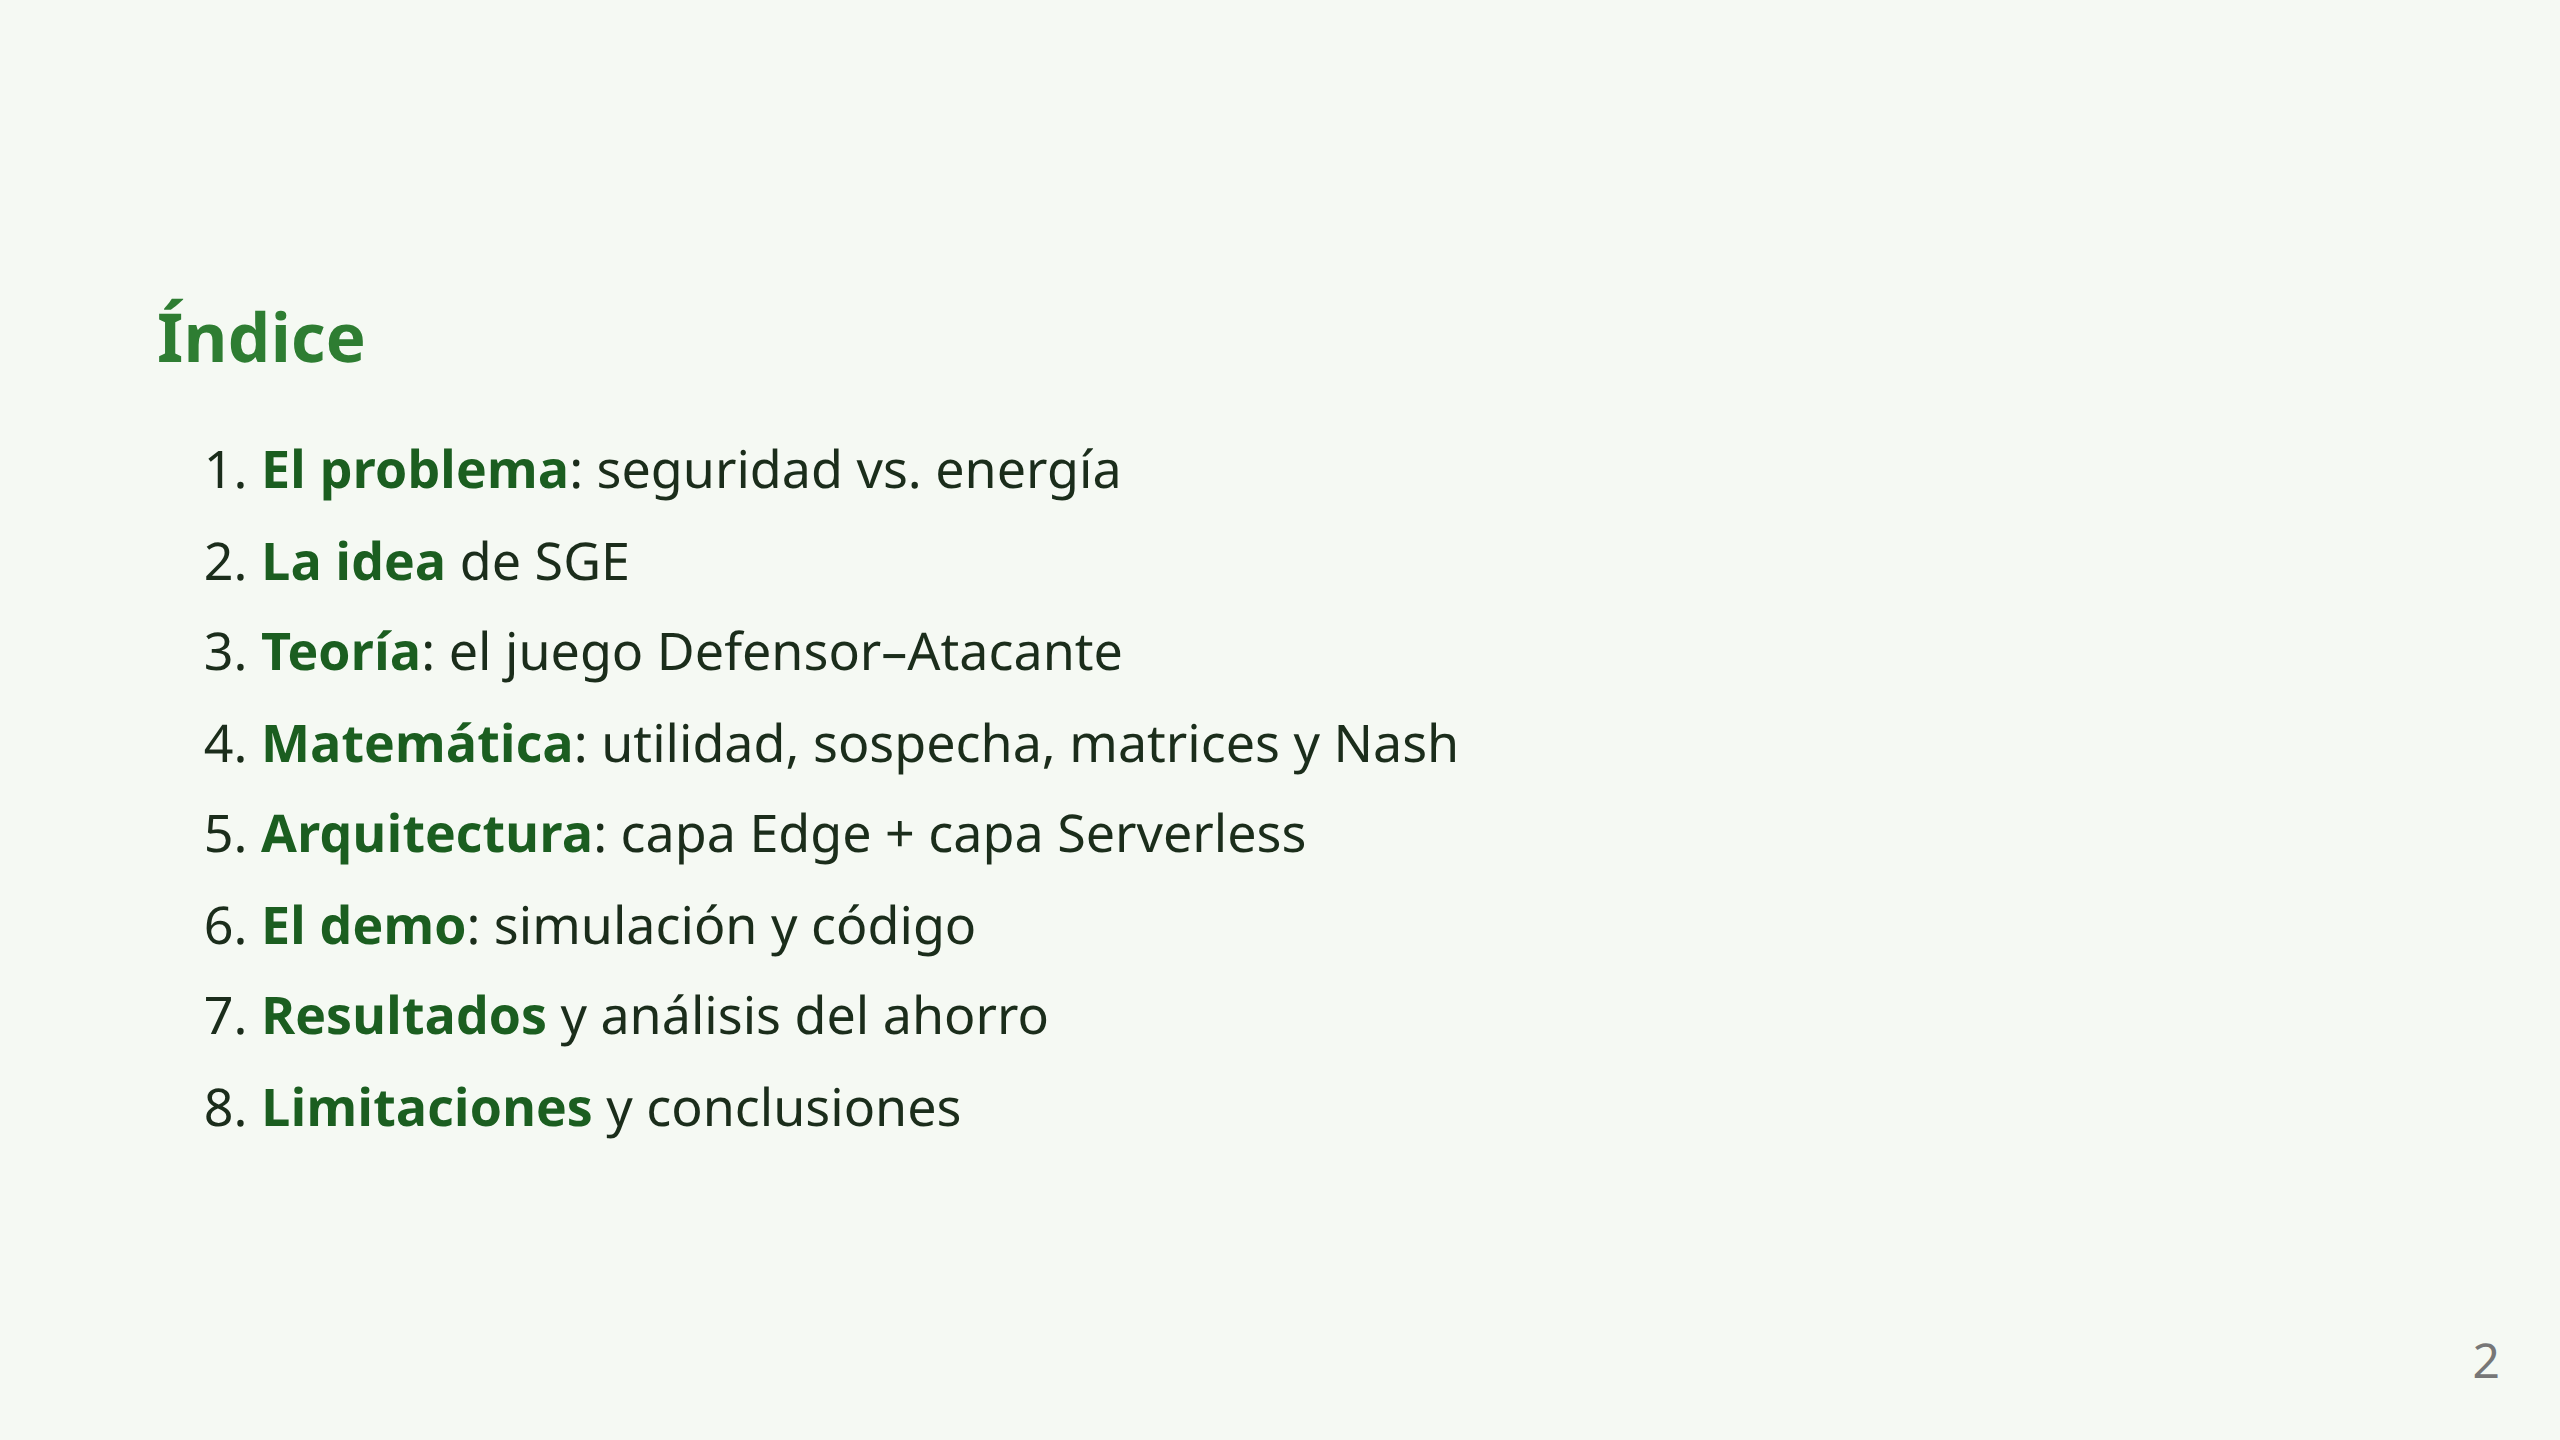 Índice
1. El problema: seguridad vs. energía
2. La idea de SGE
3. Teoría: el juego Defensor–Atacante
4. Matemática: utilidad, sospecha, matrices y Nash
5. Arquitectura: capa Edge + capa Serverless
6. El demo: simulación y código
7. Resultados y análisis del ahorro
8. Limitaciones y conclusiones
2